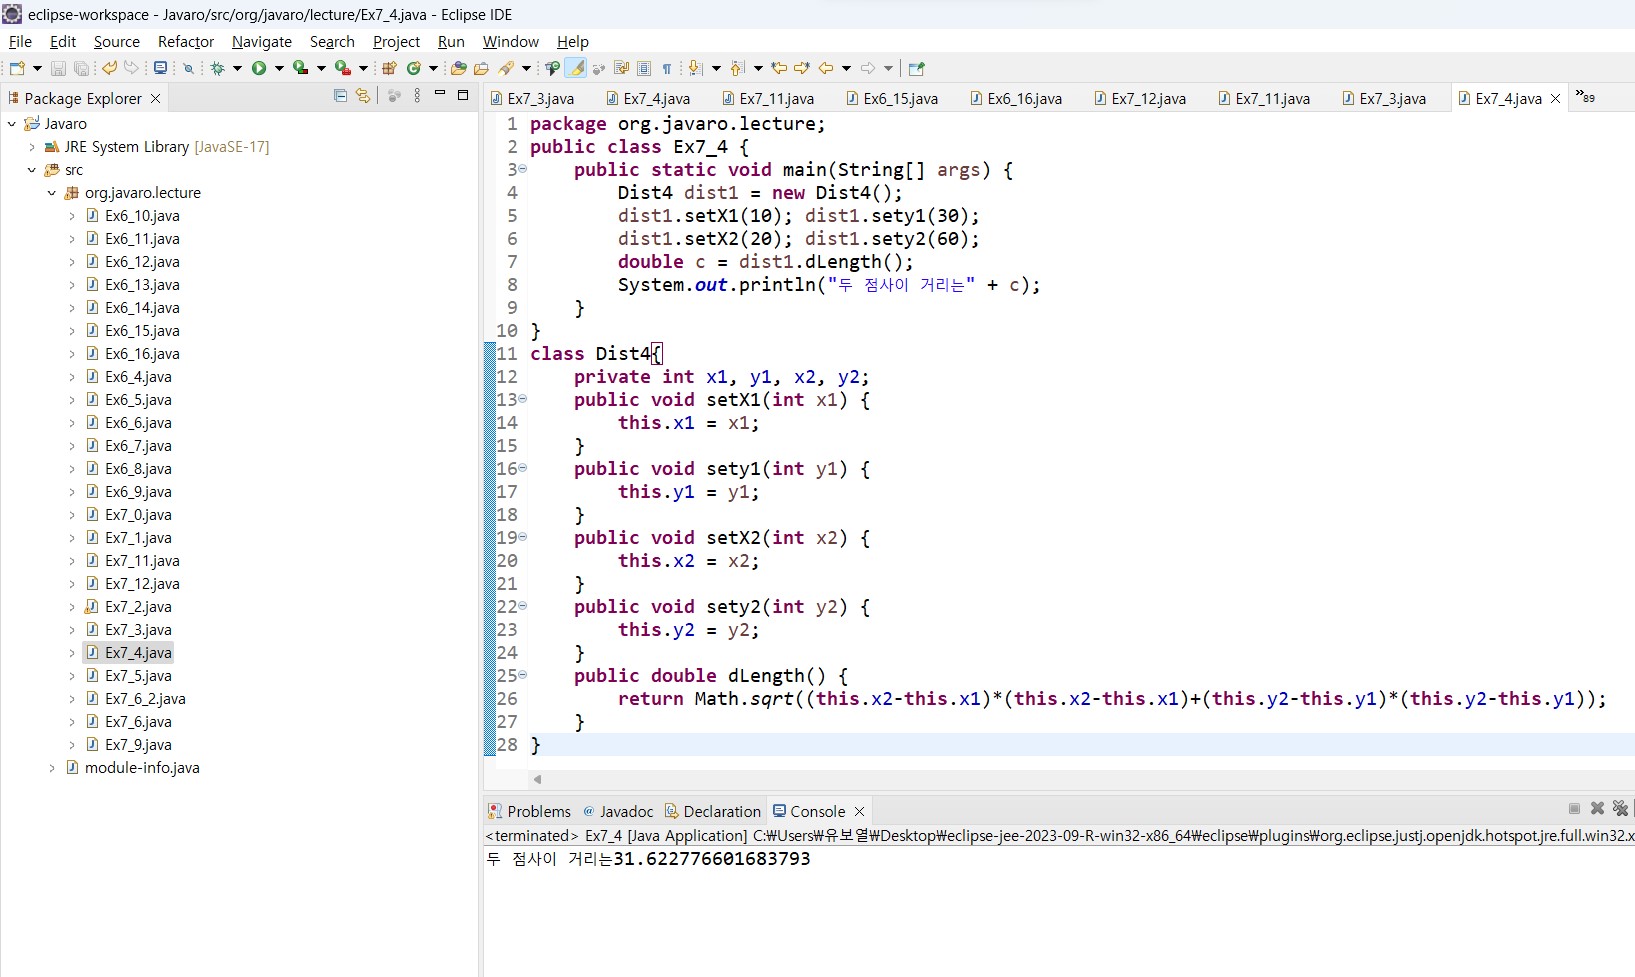 eclipse-workspace - Javaro/src/org/javaro/lecture/Ex7_4.java - Eclipse IDE
File Edit Source Refactor Navigate Search Project Run Window Help
Package Explorer
Javaro
JRE System Library [JavaSE-17]
src
org.javaro.lecture
Ex6_10.java
Ex6_11.java
Ex6_12.java
Ex6_13.java
Ex6_14.java
Ex6_15.java
Ex6_16.java
Ex6_4.java
Ex6_5.java
Ex6_6.java
Ex6_7.java
Ex6_8.java
Ex6_9.java
Ex7_0.java
Ex7_1.java
Ex7_11.java
Ex7_12.java
Ex7_2.java
Ex7_3.java
Ex7_4.java
Ex7_5.java
Ex7_6_2.java
Ex7_6.java
Ex7_9.java
module-info.java
Ex7_3.java Ex7_4.java Ex7_11.java Ex6_15.java Ex6_16.java Ex7_12.java Ex7_11.java Ex7_3.java Ex7_4.java »89
1 package org.javaro.lecture;
2 public class Ex7_4 {
3 public static void main(String[] args) {
4 Dist4 dist1 = new Dist4();
5 dist1.setX1(10); dist1.sety1(30);
6 dist1.setX2(20); dist1.sety2(60);
7 double c = dist1.dLength();
8 System.out.println("두 점사이 거리는" + c);
9 }
10 }
11 class Dist4{
12 private int x1, y1, x2, y2;
13 public void setX1(int x1) {
14 this.x1 = x1;
15 }
16 public void sety1(int y1) {
17 this.y1 = y1;
18 }
19 public void setX2(int x2) {
20 this.x2 = x2;
21 }
22 public void sety2(int y2) {
23 this.y2 = y2;
24 }
25 public double dLength() {
26 return Math.sqrt((this.x2-this.x1)*(this.x2-this.x1)+(this.y2-this.y1)*(this.y2-this.y1));
27 }
28 }
Problems Javadoc Declaration Console
<terminated> Ex7_4 [Java Application] C:₩Users₩유보열₩Desktop₩eclipse-jee-2023-09-R-win32-x86_64₩eclipse₩plugins₩org.eclipse.justj.openjdk.hotspot.jre.full.win32.x
두 점사이 거리는31.622776601683793